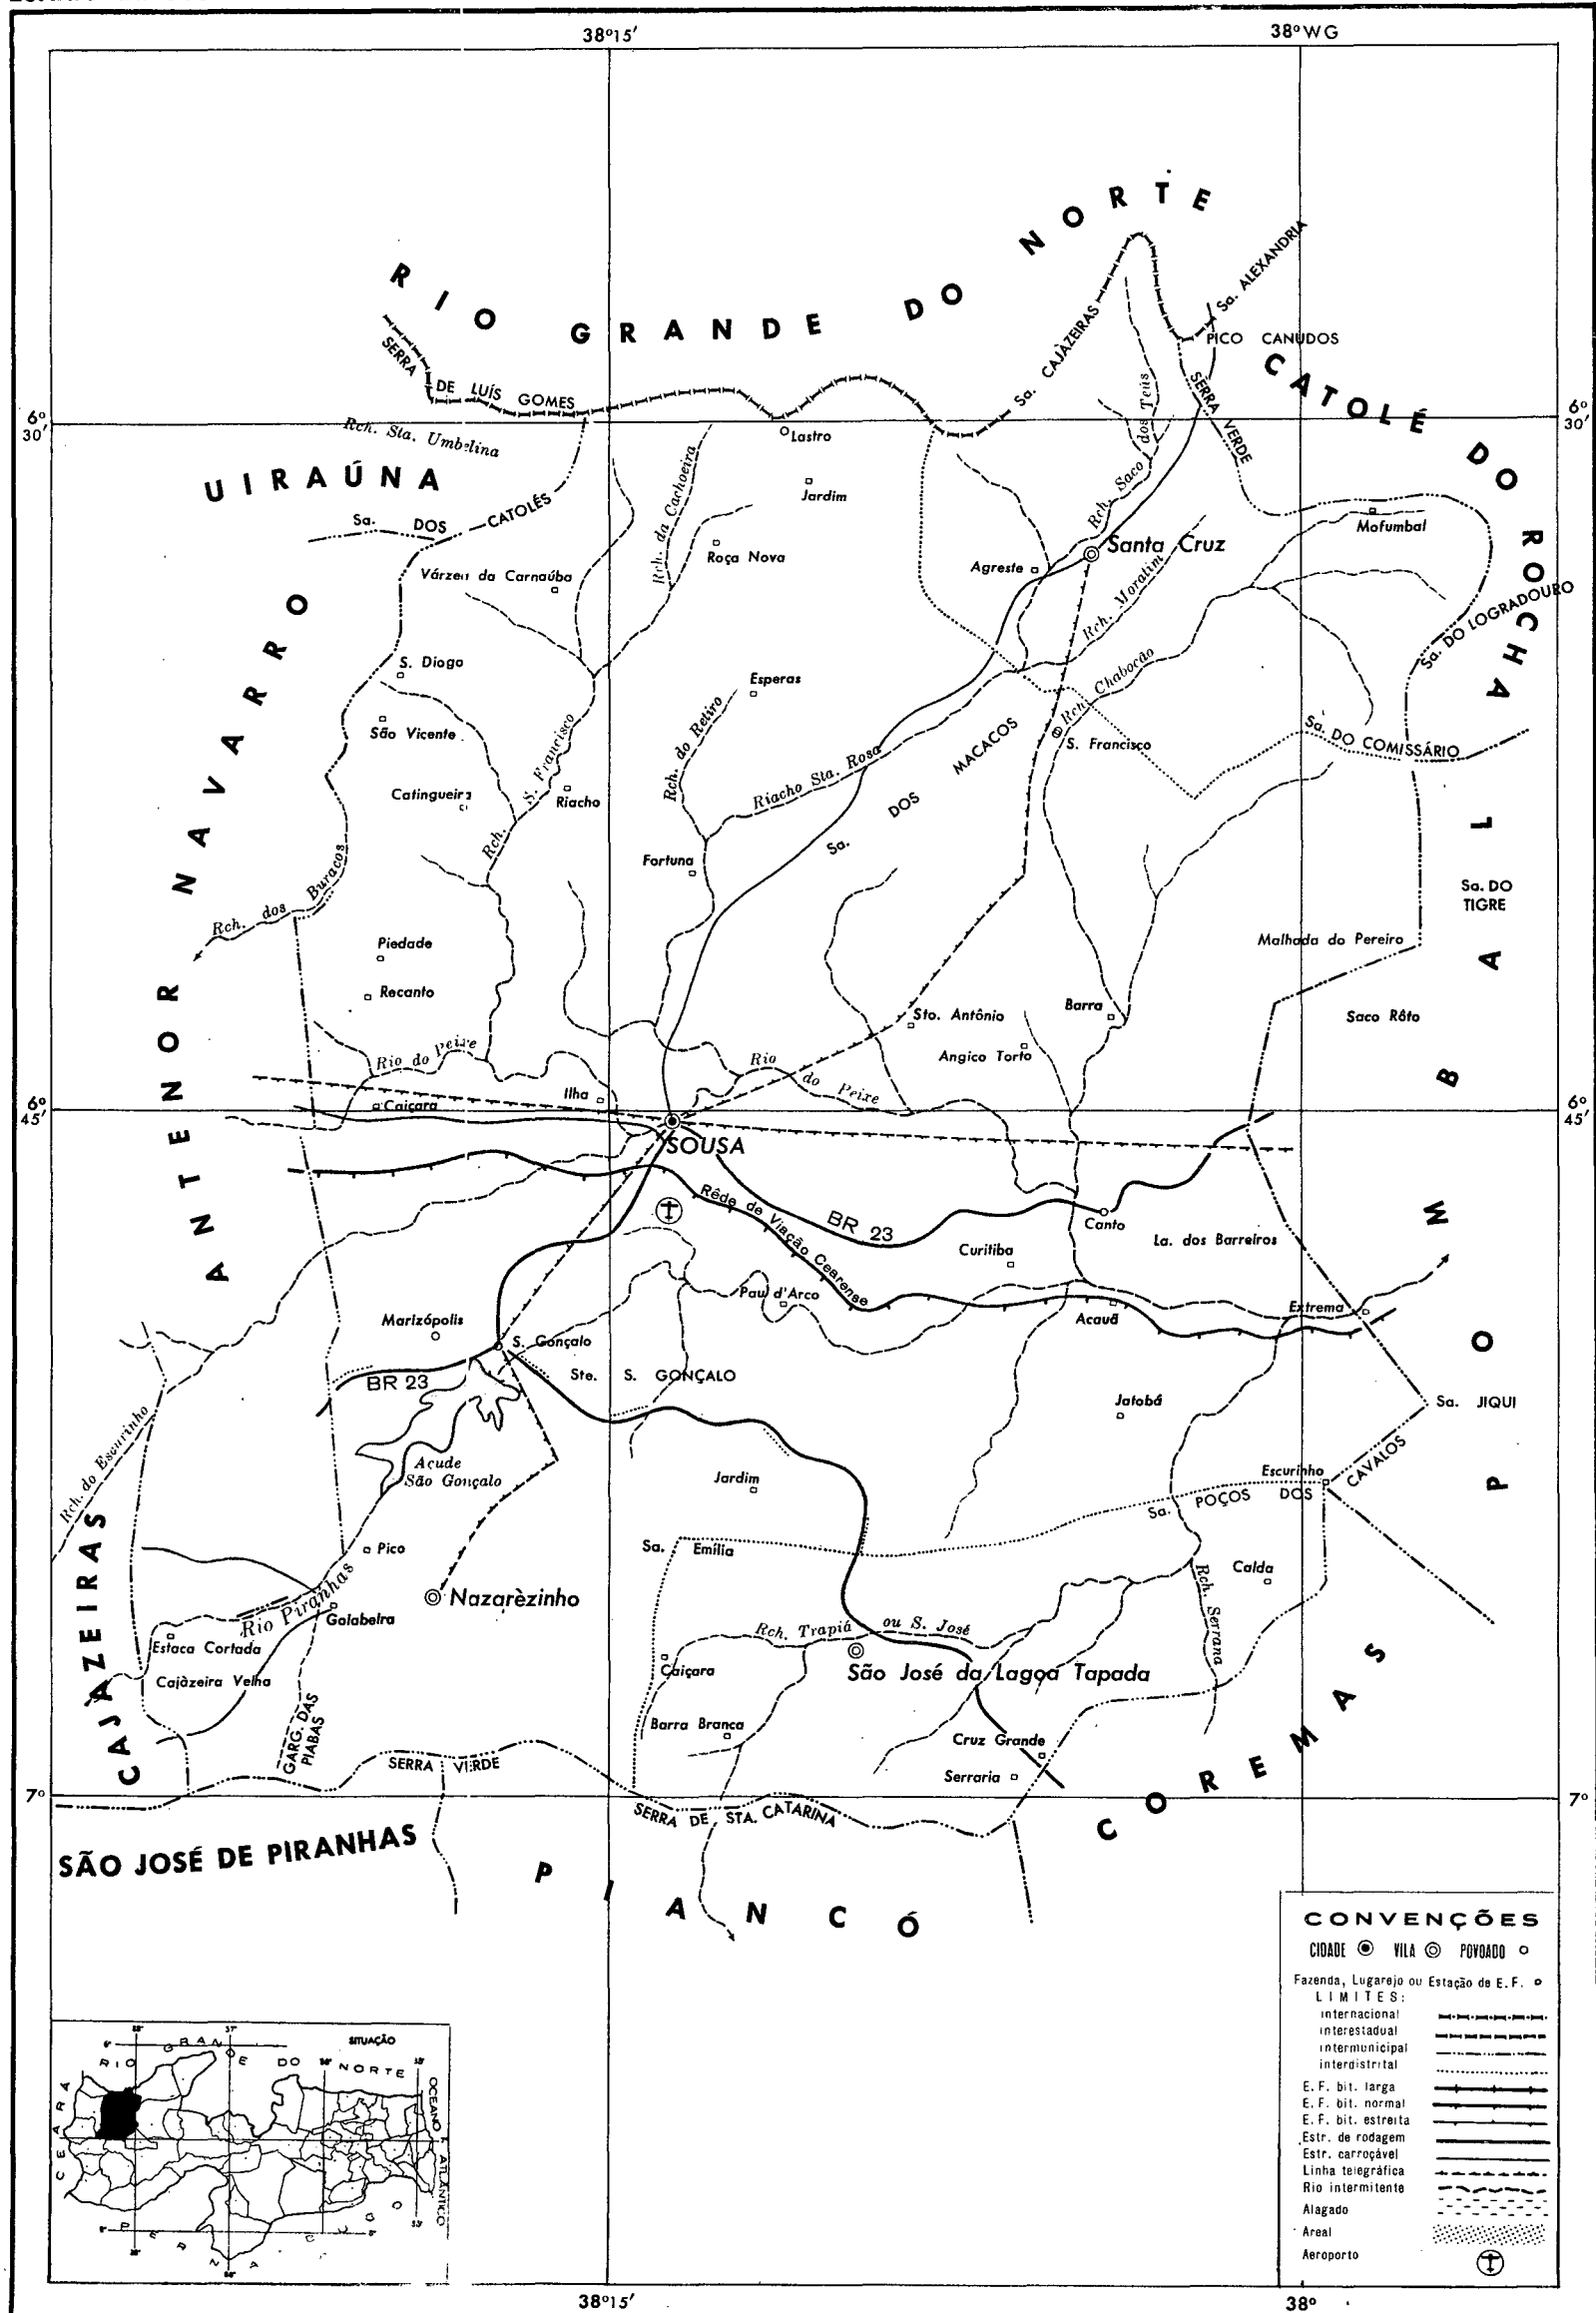 38°15′
38° WG
RIO GRANDE DO NORTE
Sa. ALEXANDRIA
Sa. CAJÀZEIRAS
PICO CANUDOS
SERRA DE LUÍS GOMES
CATOLÉ DO ROCHA
6° 30′
6° 30′
Rch. Sta. Umbelina
Lastro
SERRA VERDE
UIRAÚNA
Rch. da Cachoeira
Jardim
Rch. Saco dos Teiis
Sa. DOS CATOLÉS
Mofumbal
Roça Nova
Santa Cruz
Agreste
Várzea da Carnaúba
Rch. Moratim
Sa. DO LOGRADOURO
ANTENOR NAVARRO
S. Diogo
Esperas
Rch. Chabocão
São Vicente
Rch. do Retiro
S. Francisco
Sa. DO COMISSÁRIO
Riacho Sta. Rosa
Sa. DOS MACACOS
Catingueira
Riacho
Rch. S. Francisco
POMBAL
Fortuna
Rch. dos Buracos
Sa. DO
TIGRE
Piedade
Malhada do Pereiro
Recanto
Sto. Antônio
Barra
Saco Rôto
Rio do Peixe
Angico Torto
Rio do Peixe
Ilha
Caiçara
6° 45′
6° 45′
SOUSA
Rêde de Viação Cearense
BR 23
Canto
La. dos Barreiros
Curitiba
Pau d'Arco
Extrema
Acauã
Marizópolis
S. Gonçalo
BR 23
Ste. S. GONÇALO
Jatobá
Sa. JIQUI
Rch. do Escurinho
Açude
São Gonçalo
Jardim
Escurinho
Sa. POÇOS DOS CAVALOS
CAJAZEIRAS
Pico
Sa. Emília
Calda
Nazarèzinho
Rio Piranhas
Galabeira
Rch. Serrana
Estaca Cortada
Rch. Trapiá ou S. José
Caiçara
São José da Lagoa Tapada
Cajàzeira Velha
GARG. DAS
PIABAS
Barra Branca
Cruz Grande
SERRA VERDE
Serraria
COREMAS
7°
7°
SERRA DE STA. CATARINA
SÃO JOSÉ DE PIRANHAS
PIANCÓ
CONVENÇÕES
CIDADE VILA POVOADO
Fazenda, Lugarejo ou Estação de E.F.
LIMITES:
internacional
interestadual
intermunicipal
interdistrital
E. F. bit. larga
E. F. bit. normal
E. F. bit. estreita
Estr. de rodagem
Estr. carroçável
Linha telegráfica
Rio intermitente
Alagado
Areal
Aeroporto
SITUAÇÃO
RIO GRANDE DO NORTE
CEARÁ
OCEANO ATLÂNTICO
38°15′
38°